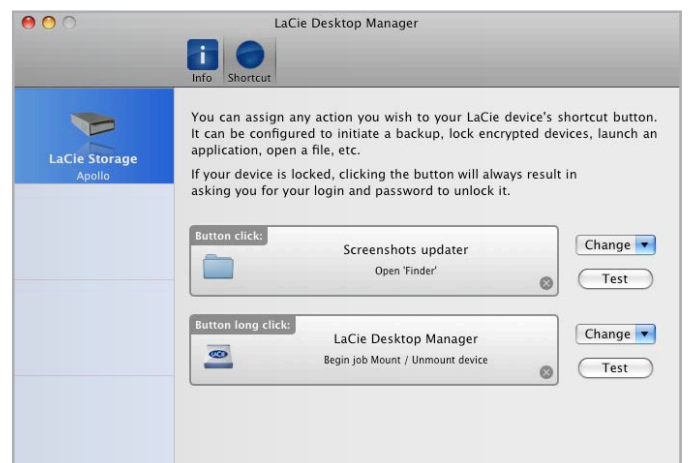 LaCie Desktop Manager
Info
Shortcut
LaCie Storage
Apollo
You can assign any action you wish to your LaCie device's shortcut button.
It can be configured to initiate a backup, lock encrypted devices, launch an
application, open a file, etc.
If your device is locked, clicking the button will always result in
asking you for your login and password to unlock it.
Button click:
Screenshots updater
Open 'Finder'
Change
Test
Button long click:
LaCie Desktop Manager
Begin job Mount / Unmount device
Change
Test